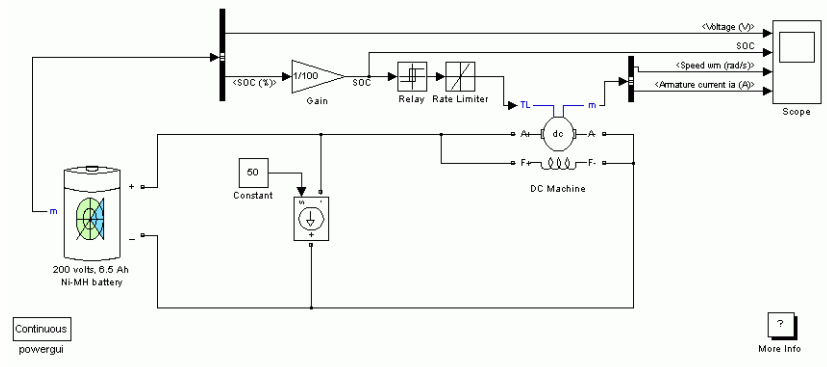 <Voltage (V)>
SOC
<Speed wm (rad/s)>
<Armature current ia (A)>
Scope
<SOC (%)>
1/100
Gain
SOC
Relay
Rate Limiter
TL
m
A+
dc
A-
F+
F-
DC Machine
50
Constant
s
-
+
m
+
_
200 volts, 6.5 Ah
Ni-MH battery
Continuous
powergui
?
More Info